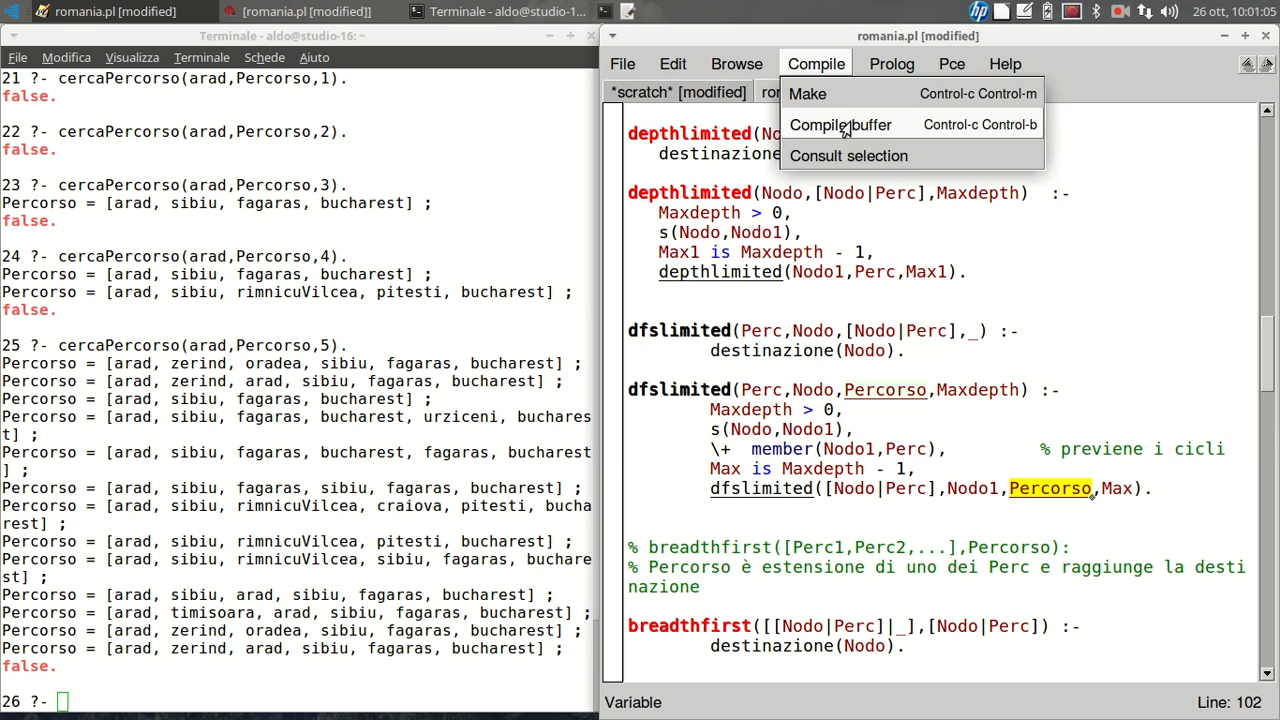 romania.pl [modified]
[romania.pl [modified]]
Terminale - aldo@studio-1...
26 ott, 10:01:05
Terminale - aldo@studio-16: ~
File Modifica Visualizza Terminale Schede Aiuto
21 ?- cercaPercorso(arad,Percorso,1).
false.
22 ?- cercaPercorso(arad,Percorso,2).
false.
23 ?- cercaPercorso(arad,Percorso,3).
Percorso = [arad, sibiu, fagaras, bucharest] ;
false.
24 ?- cercaPercorso(arad,Percorso,4).
Percorso = [arad, sibiu, fagaras, bucharest] ;
Percorso = [arad, sibiu, rimnicuVilcea, pitesti, bucharest] ;
false.
25 ?- cercaPercorso(arad,Percorso,5).
Percorso = [arad, zerind, oradea, sibiu, fagaras, bucharest] ;
Percorso = [arad, zerind, arad, sibiu, fagaras, bucharest] ;
Percorso = [arad, sibiu, fagaras, bucharest] ;
Percorso = [arad, sibiu, fagaras, bucharest, urziceni, buchares
t] ;
Percorso = [arad, sibiu, fagaras, bucharest, fagaras, bucharest
] ;
Percorso = [arad, sibiu, fagaras, sibiu, fagaras, bucharest] ;
Percorso = [arad, sibiu, rimnicuVilcea, craiova, pitesti, bucha
rest] ;
Percorso = [arad, sibiu, rimnicuVilcea, pitesti, bucharest] ;
Percorso = [arad, sibiu, rimnicuVilcea, sibiu, fagaras, buchare
st] ;
Percorso = [arad, sibiu, arad, sibiu, fagaras, bucharest] ;
Percorso = [arad, timisoara, arad, sibiu, fagaras, bucharest] ;
Percorso = [arad, zerind, oradea, sibiu, fagaras, bucharest] ;
Percorso = [arad, zerind, arad, sibiu, fagaras, bucharest] ;
false.
26 ?-
romania.pl [modified]
File Edit Browse Compile Prolog Pce Help
*scratch* [modified] ro
Make Control-c Control-m
Compile buffer Control-c Control-b
Consult selection
depthlimited(No
destinazione
depthlimited(Nodo,[Nodo|Perc],Maxdepth) :-
Maxdepth > 0,
s(Nodo,Nodo1),
Max1 is Maxdepth - 1,
depthlimited(Nodo1,Perc,Max1).
dfslimited(Perc,Nodo,[Nodo|Perc],_) :-
destinazione(Nodo).
dfslimited(Perc,Nodo,Percorso,Maxdepth) :-
Maxdepth > 0,
s(Nodo,Nodo1),
\+ member(Nodo1,Perc), % previene i cicli
Max is Maxdepth - 1,
dfslimited([Nodo|Perc],Nodo1,Percorso,Max).
% breadthfirst([Perc1,Perc2,...],Percorso):
% Percorso è estensione di uno dei Perc e raggiunge la desti
nazione
breadthfirst([[Nodo|Perc]|_],[Nodo|Perc]) :-
destinazione(Nodo).
Variable Line: 102